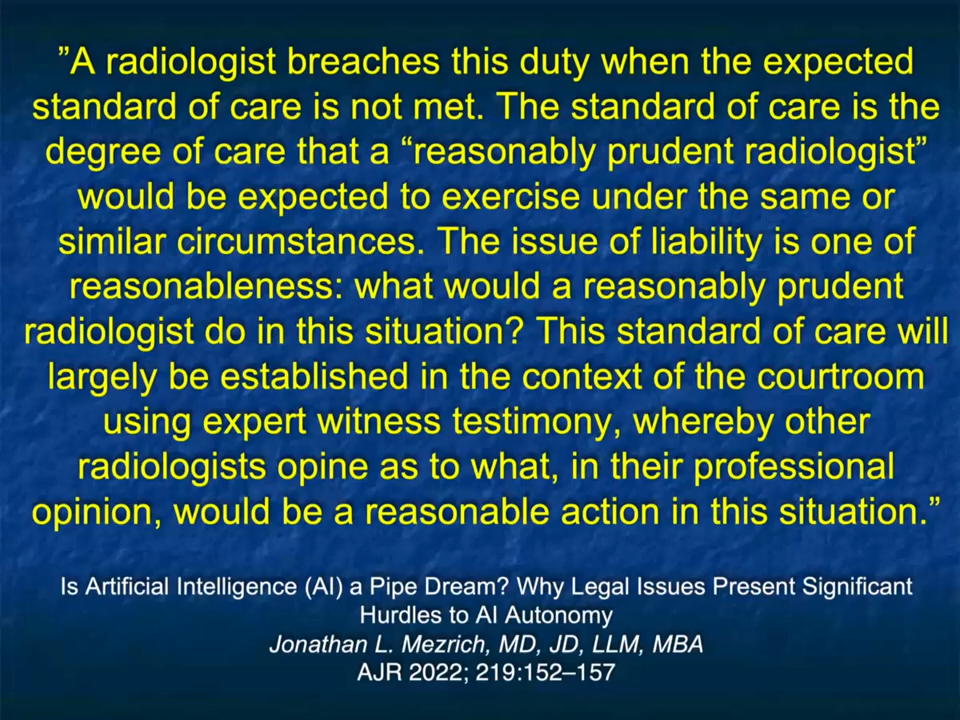 ”A radiologist breaches this duty when the expected
standard of care is not met. The standard of care is the
degree of care that a “reasonably prudent radiologist”
would be expected to exercise under the same or
similar circumstances. The issue of liability is one of
reasonableness: what would a reasonably prudent
radiologist do in this situation? This standard of care will
largely be established in the context of the courtroom
using expert witness testimony, whereby other
radiologists opine as to what, in their professional
opinion, would be a reasonable action in this situation.”
Is Artificial Intelligence (AI) a Pipe Dream? Why Legal Issues Present Significant
Hurdles to AI Autonomy
Jonathan L. Mezrich, MD, JD, LLM, MBA
AJR 2022; 219:152–157